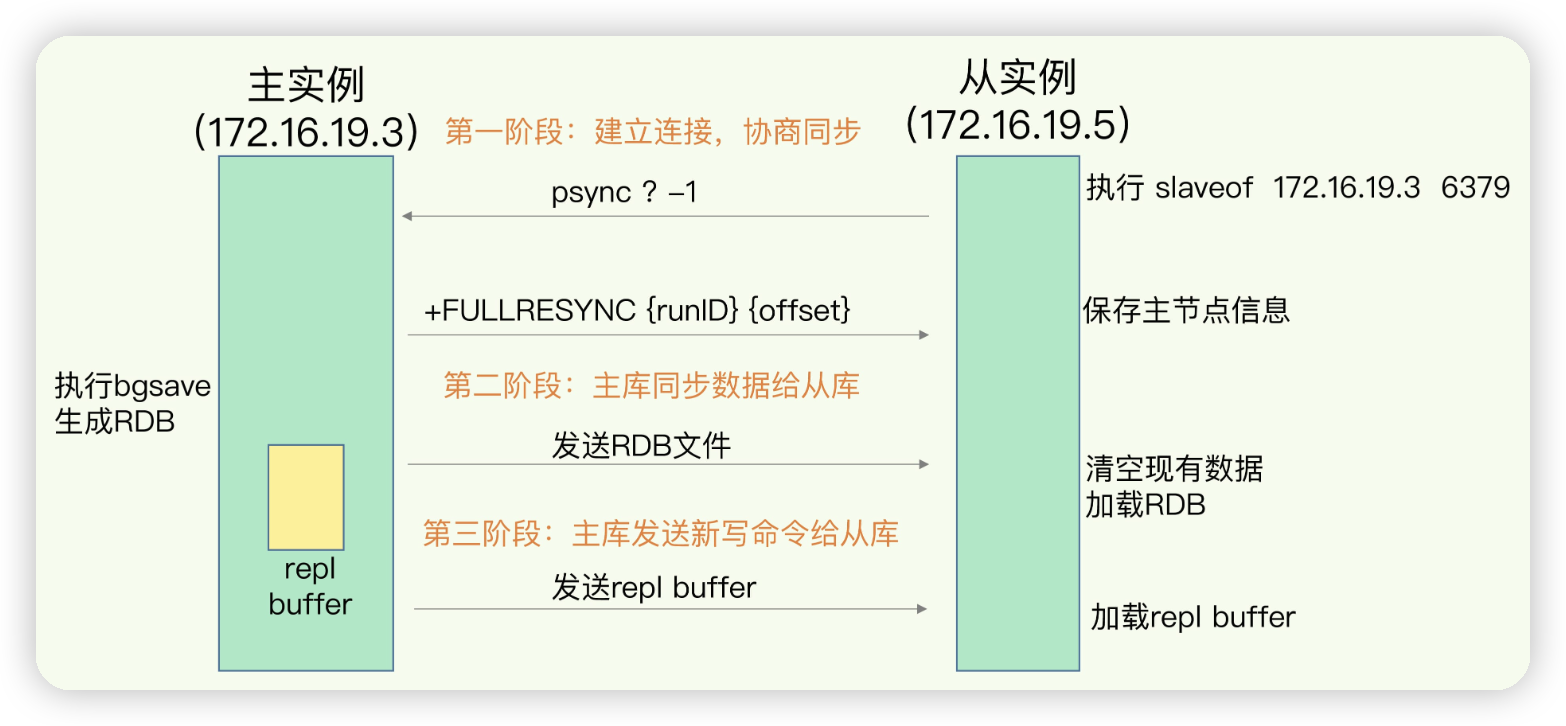 主实例
(172.16.19.3)
从实例
(172.16.19.5)
第一阶段：建立连接，协商同步
psync ? –1
执行 slaveof 172.16.19.3 6379
+FULLRESYNC {runID} {offset}
保存主节点信息
执行bgsave
生成RDB
第二阶段：主库同步数据给从库
发送RDB文件
清空现有数据
加载RDB
第三阶段：主库发送新写命令给从库
repl
buffer
发送repl buffer
加载repl buffer